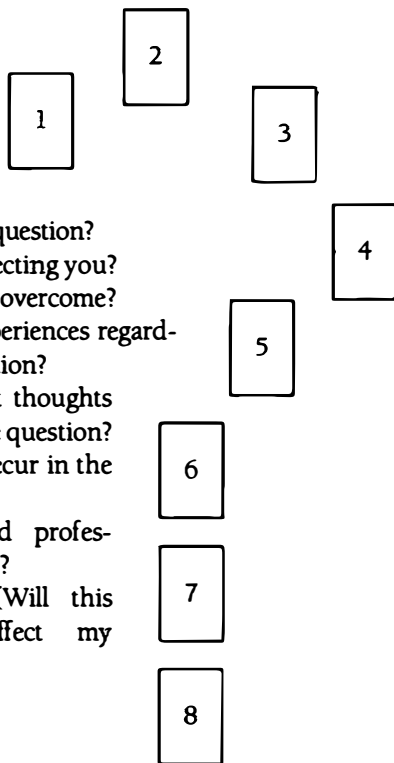 2
1
3
question?
4
ecting you?
overcome?
periences regard-
5
tion?
thoughts
question?
ecur in the
6
d profes-
?
7
(Will this
ffect my
8